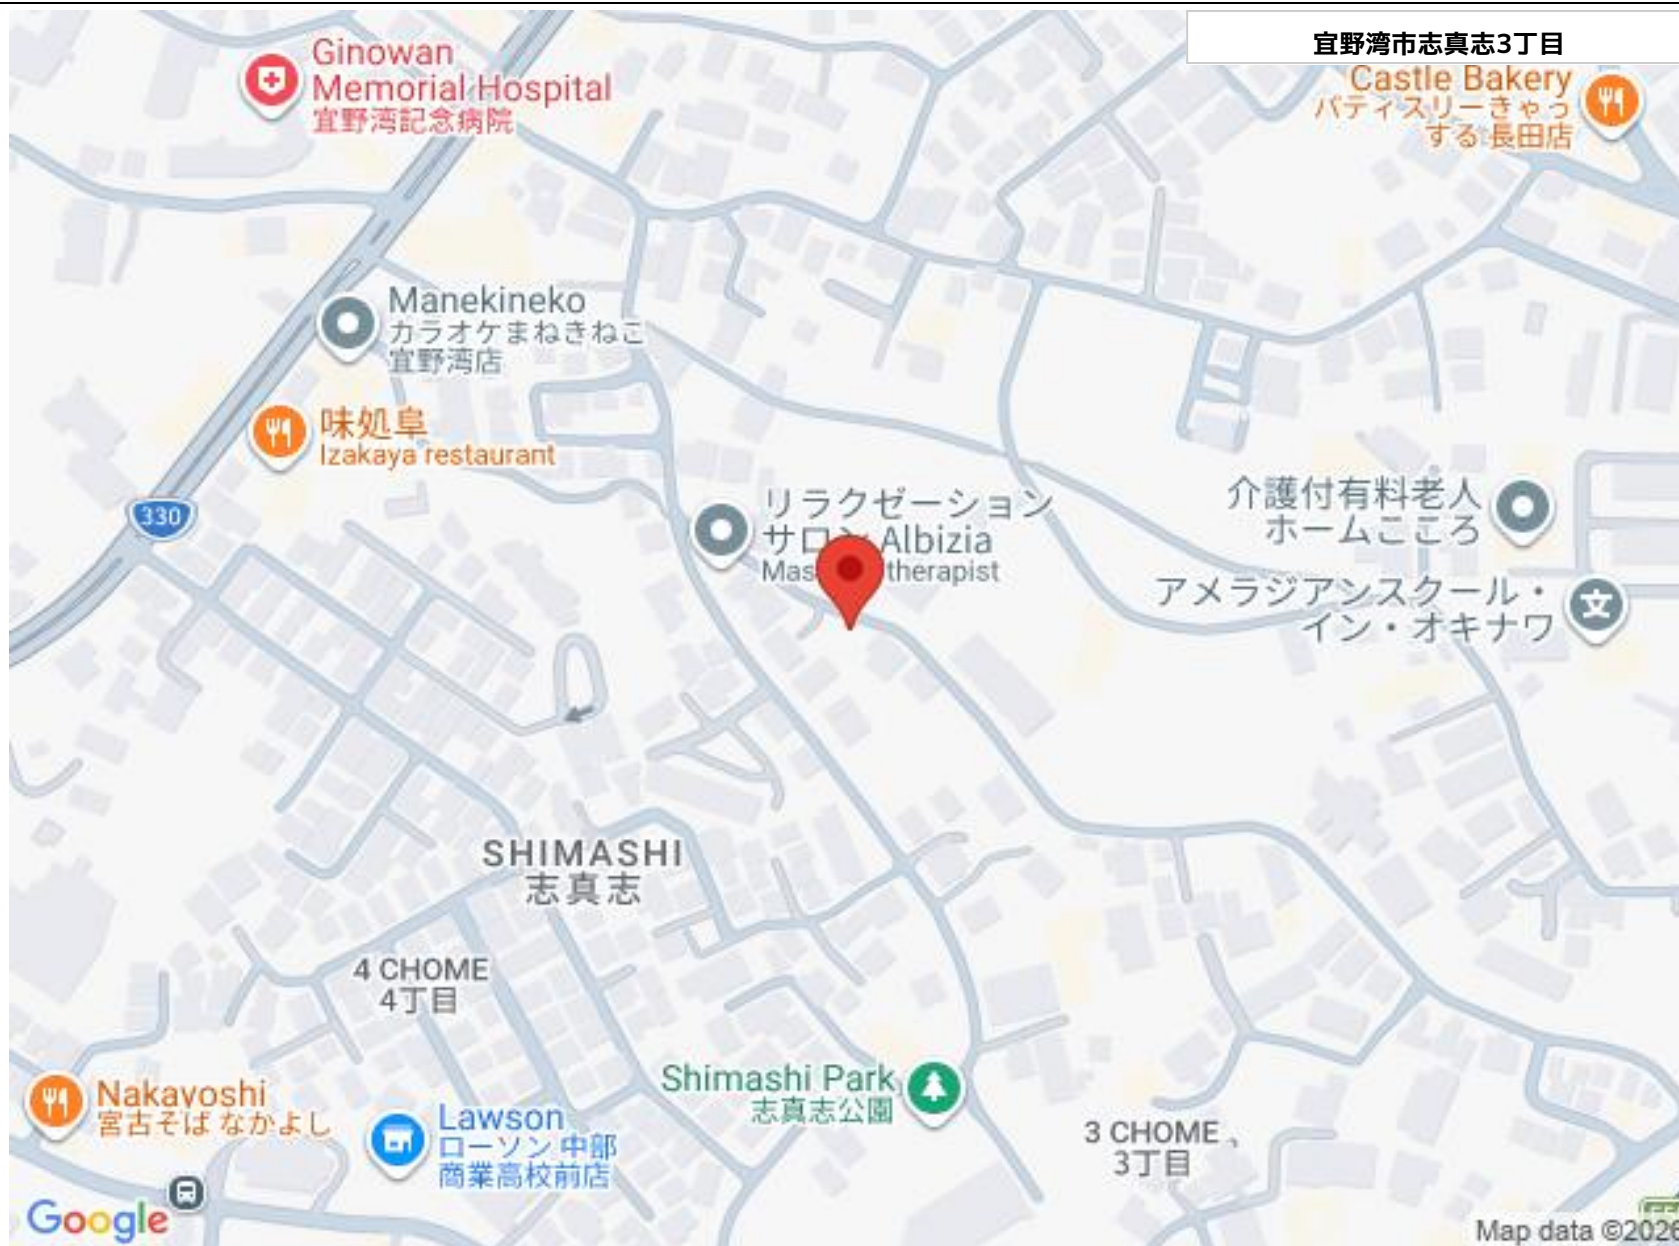 宜野湾市志真志3丁目
Ginowan
Memorial Hospital
宜野湾記念病院
Castle Bakery
パティスリーきゃっ
する 長田店
Manekineko
カラオケまねきねこ
宜野湾店
味処阜
Izakaya restaurant
330
リラクゼーション
サロン Albizia
Mas therapist
介護付有料老人
ホームこころ
アメラジアンスクール・
イン・オキナワ
SHIMASHI
志真志
4 CHOME
4丁目
Shimashi Park
志真志公園
Nakayoshi
宮古そば なかよし
Lawson
ローソン 中部
商業高校前店
3 CHOME
3丁目
Google
Map data ©2026